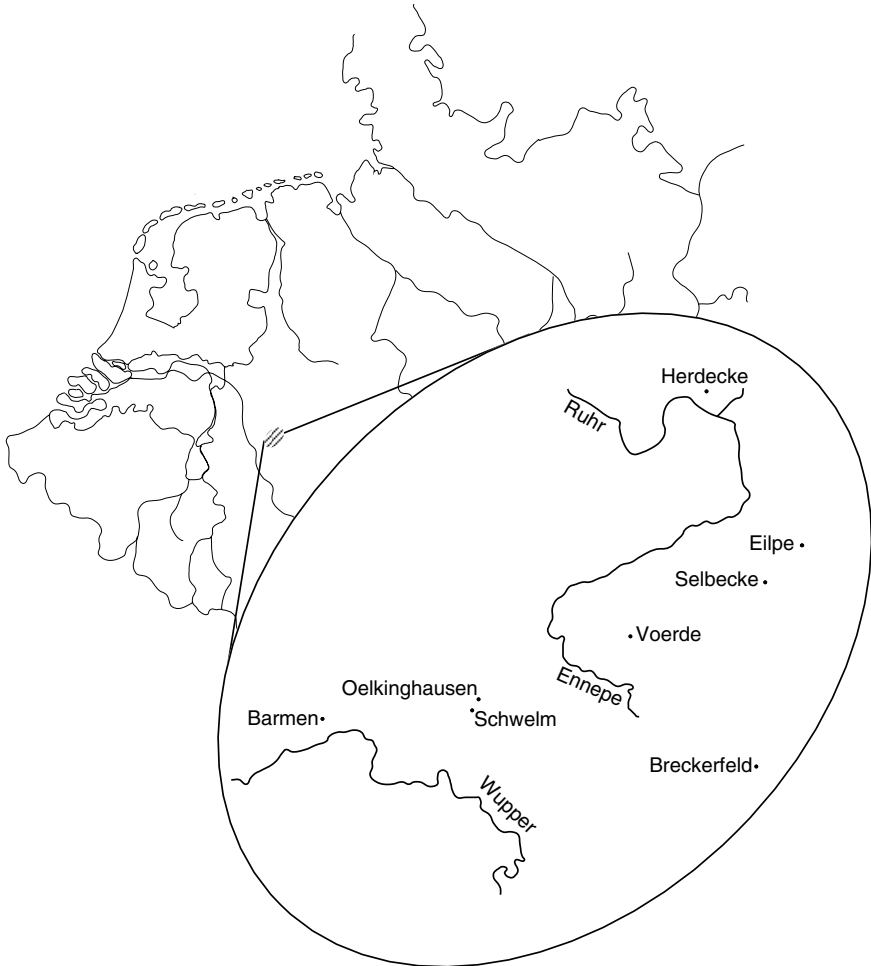 Herdecke
Ruhr
Eilpe
Selbecke
Voerde
Ennepe
Oelkinghausen
Schwelm
Barmen
Breckerfeld
Wupper